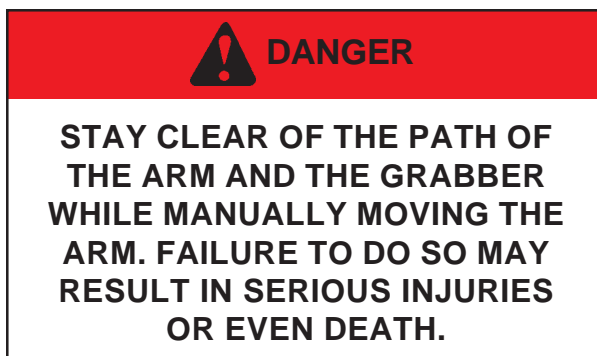 DANGER
STAY CLEAR OF THE PATH OF
THE ARM AND THE GRABBER
WHILE MANUALLY MOVING THE
ARM. FAILURE TO DO SO MAY
RESULT IN SERIOUS INJURIES
OR EVEN DEATH.